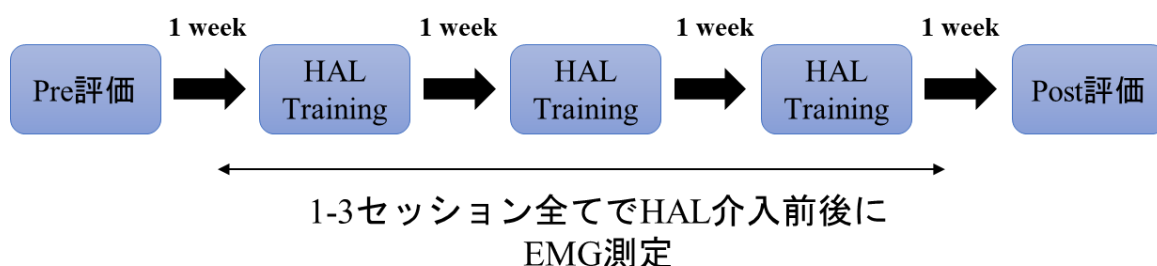 1 week
1 week
1 week
1 week
Pre評価
HAL
Training
HAL
Training
HAL
Training
Post評価
1-3セッション全てでHAL介入前後に
EMG測定